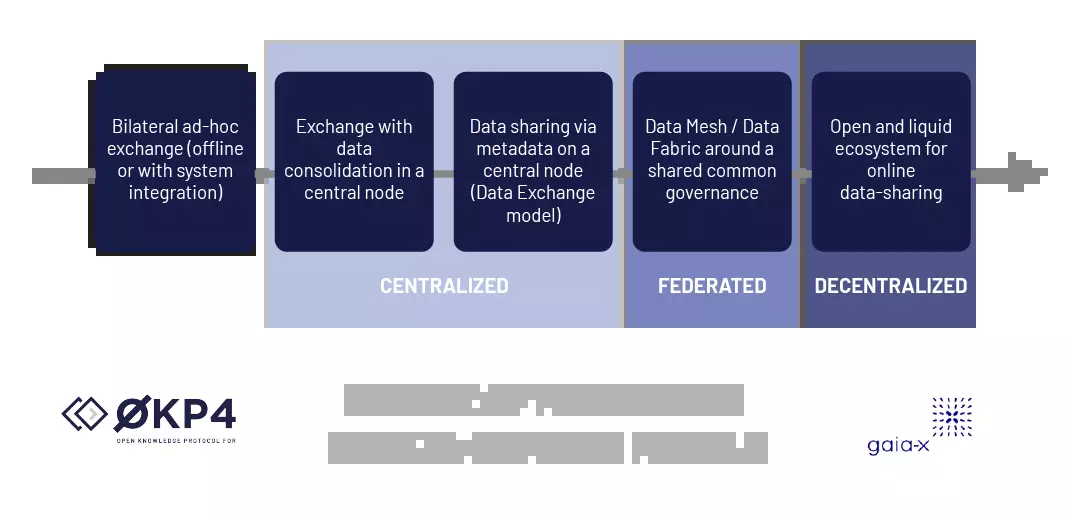 Bilateral ad-hoc
exchange (offline
or with system
integration)
Exchange with
data
consolidation in a
central node
Data sharing via
metadata on a
central node
(Data Exchange
model)
Data Mesh / Data
Fabric around a
shared common
governance
Open and liquid
ecosystem for
online
data-sharing
CENTRALIZED
FEDERATED
DECENTRALIZED
ØKP4
OPEN KNOWLEDGE PROTOCOL FOR
gaia-x